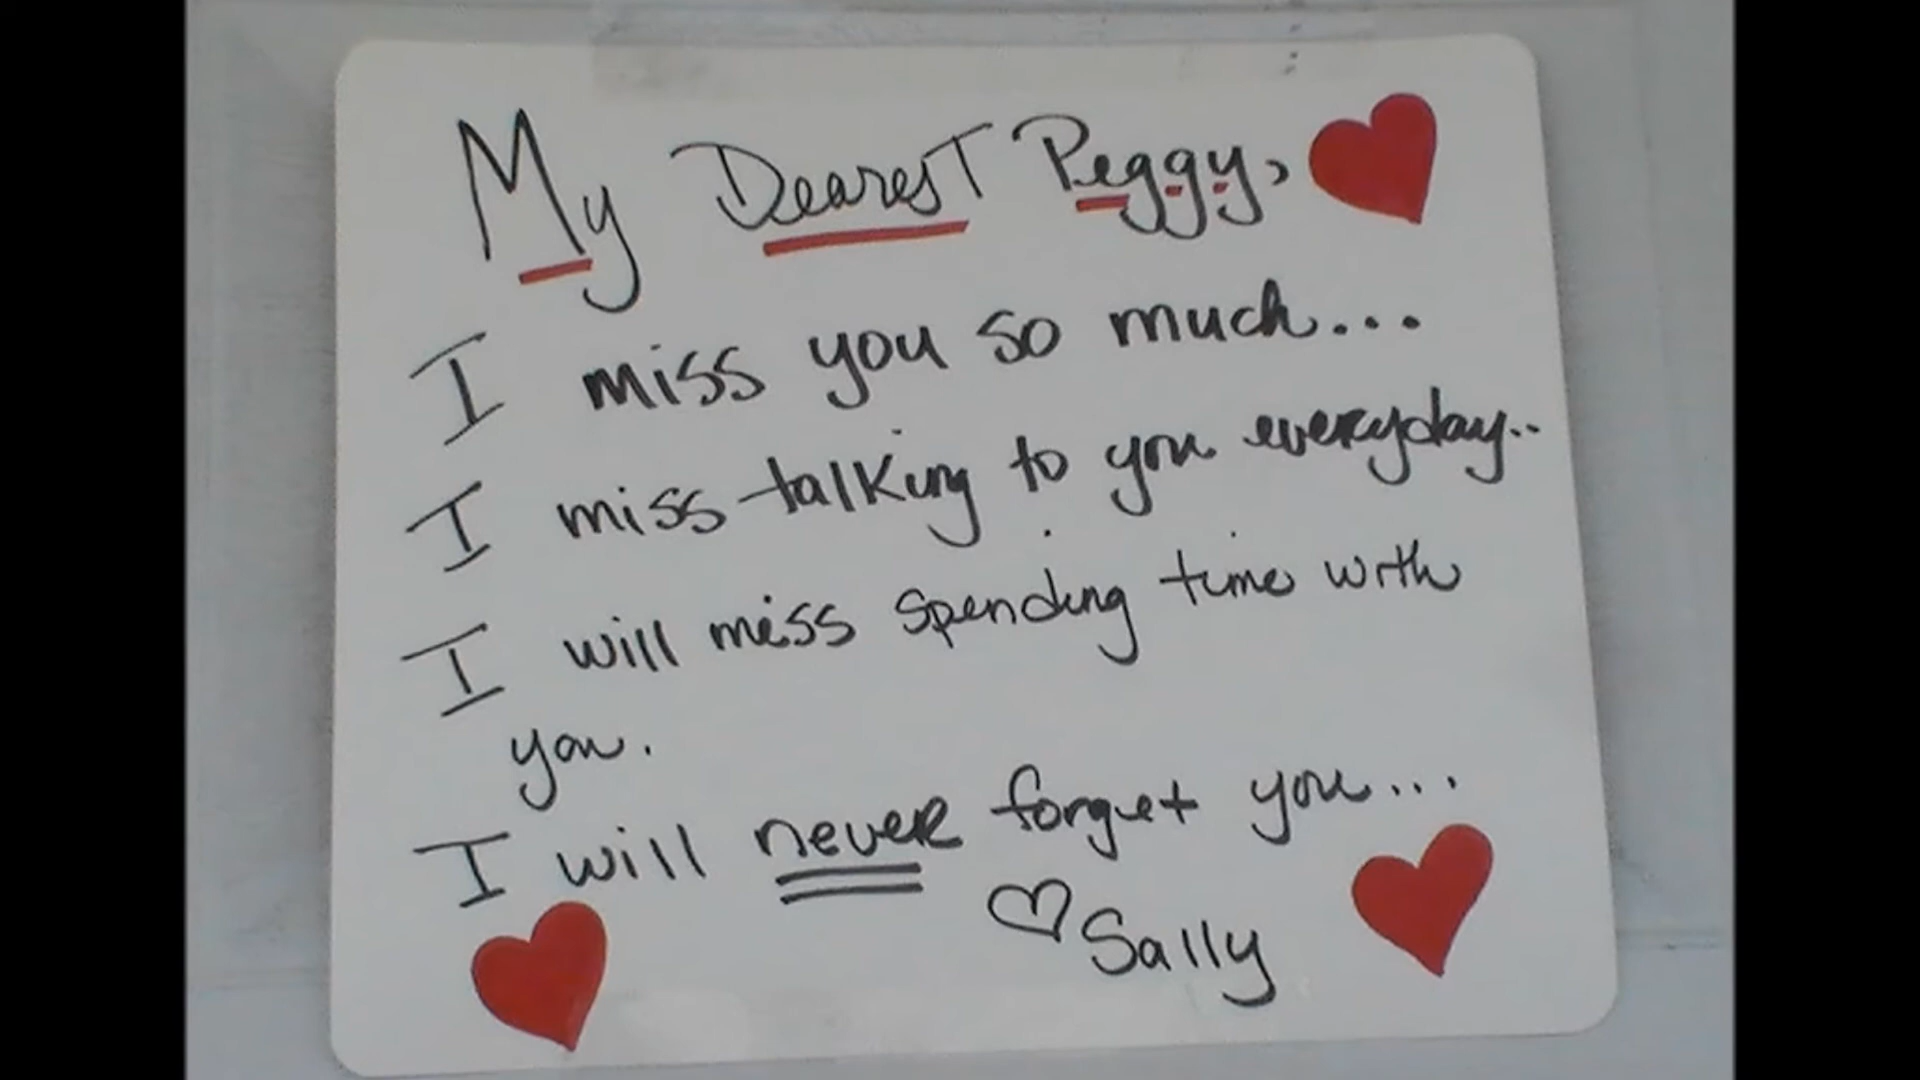 My Dearest Peggy,
I miss you so much...
I miss talking to you everyday..
I will miss spending time with
you.
I will never forget you...
♡ Sally